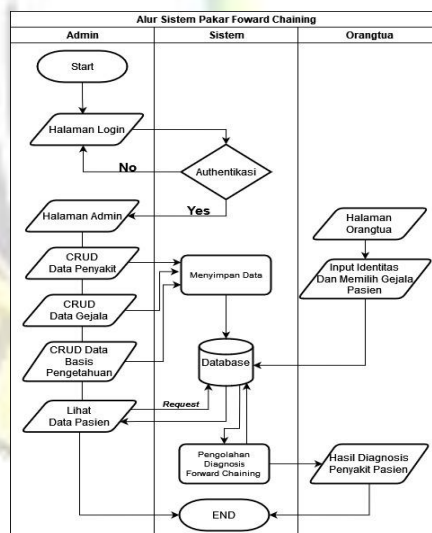 Alur Sistem Pakar Foward Chaining
Admin
Sistem
Orangtua
Start
Halaman Login
No
Authentikasi
Yes
Halaman Admin
Halaman
Orangtua
CRUD
Data Penyakit
Menyimpan Data
Input Identitas
Dan Memilih Gejala
Pasien
CRUD
Data Gejala
CRUD Data
Basis
Pengetahuan
Database
Request
Lihat
Data Pasien
Pengolahan
Diagnosis
Forward Chaining
Hasil Diagnosis
Penyakit Pasien
END